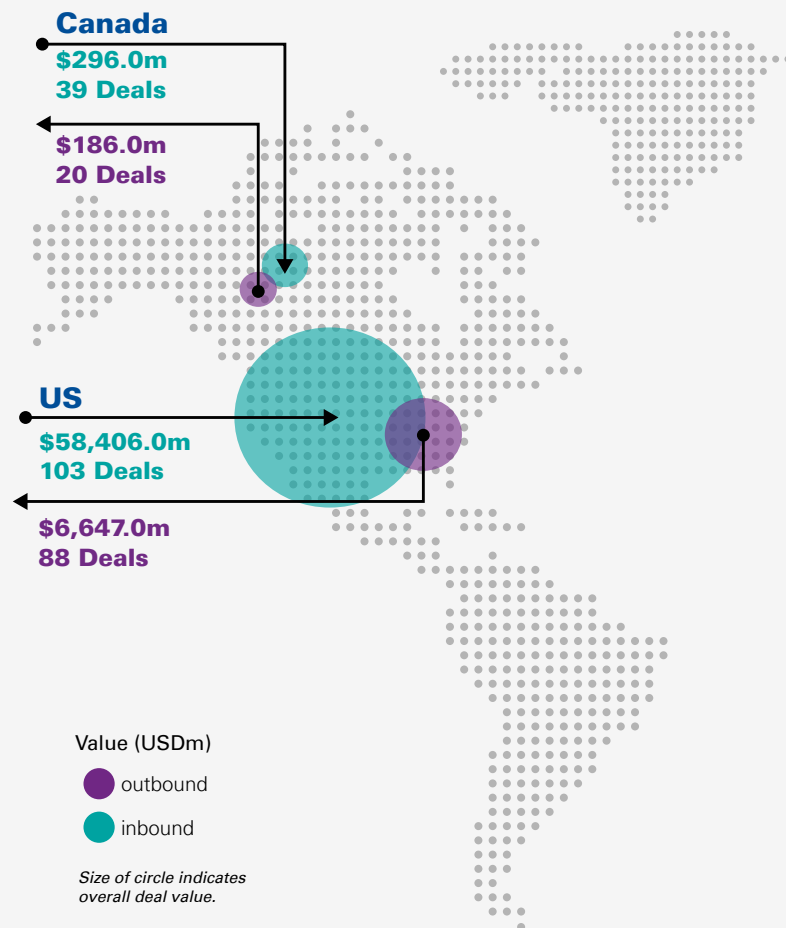 Canada
$296.0m
39 Deals
$186.0m
20 Deals
US
$58,406.0m
103 Deals
$6,647.0m
88 Deals
Value (USDm)
outbound
inbound
Size of circle indicates
overall deal value.